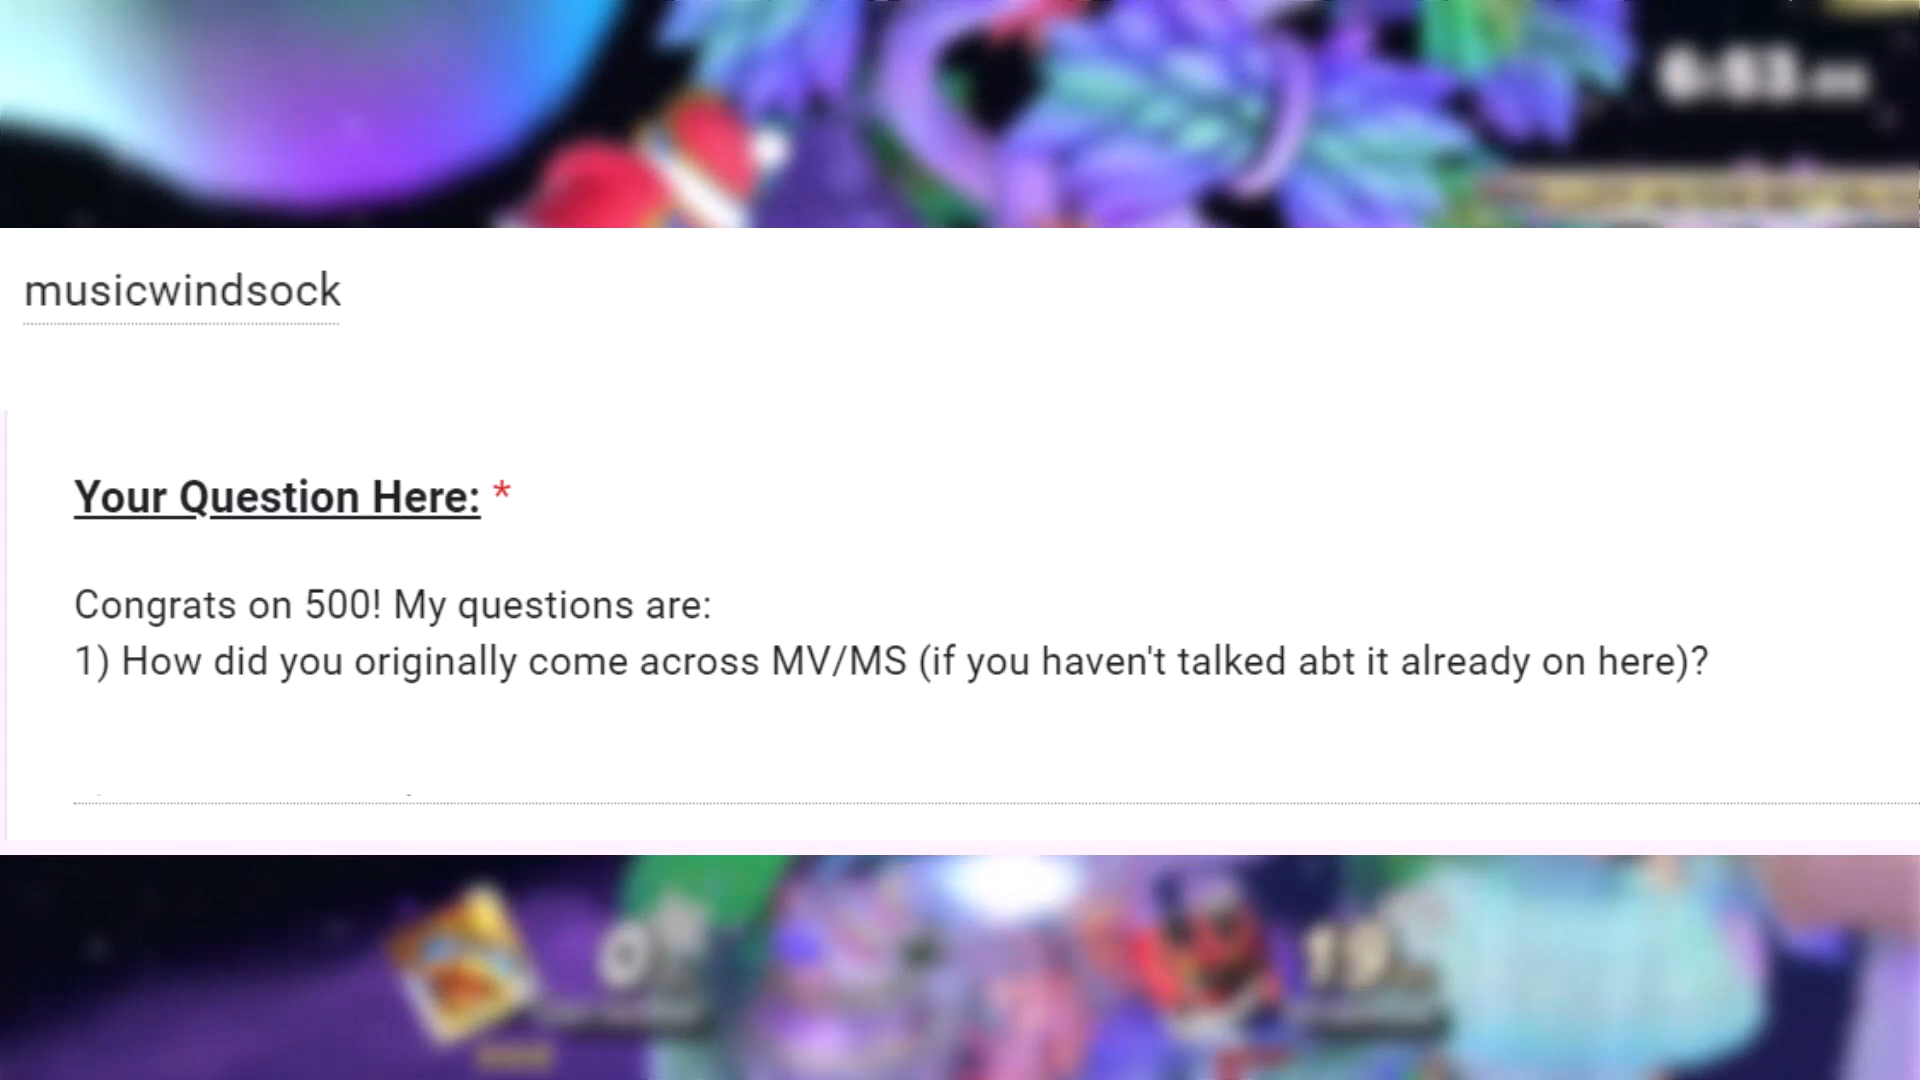 musicwindsock
Your Question Here: *
Congrats on 500! My questions are:
1) How did you originally come across MV/MS (if you haven't talked abt it already on here)?